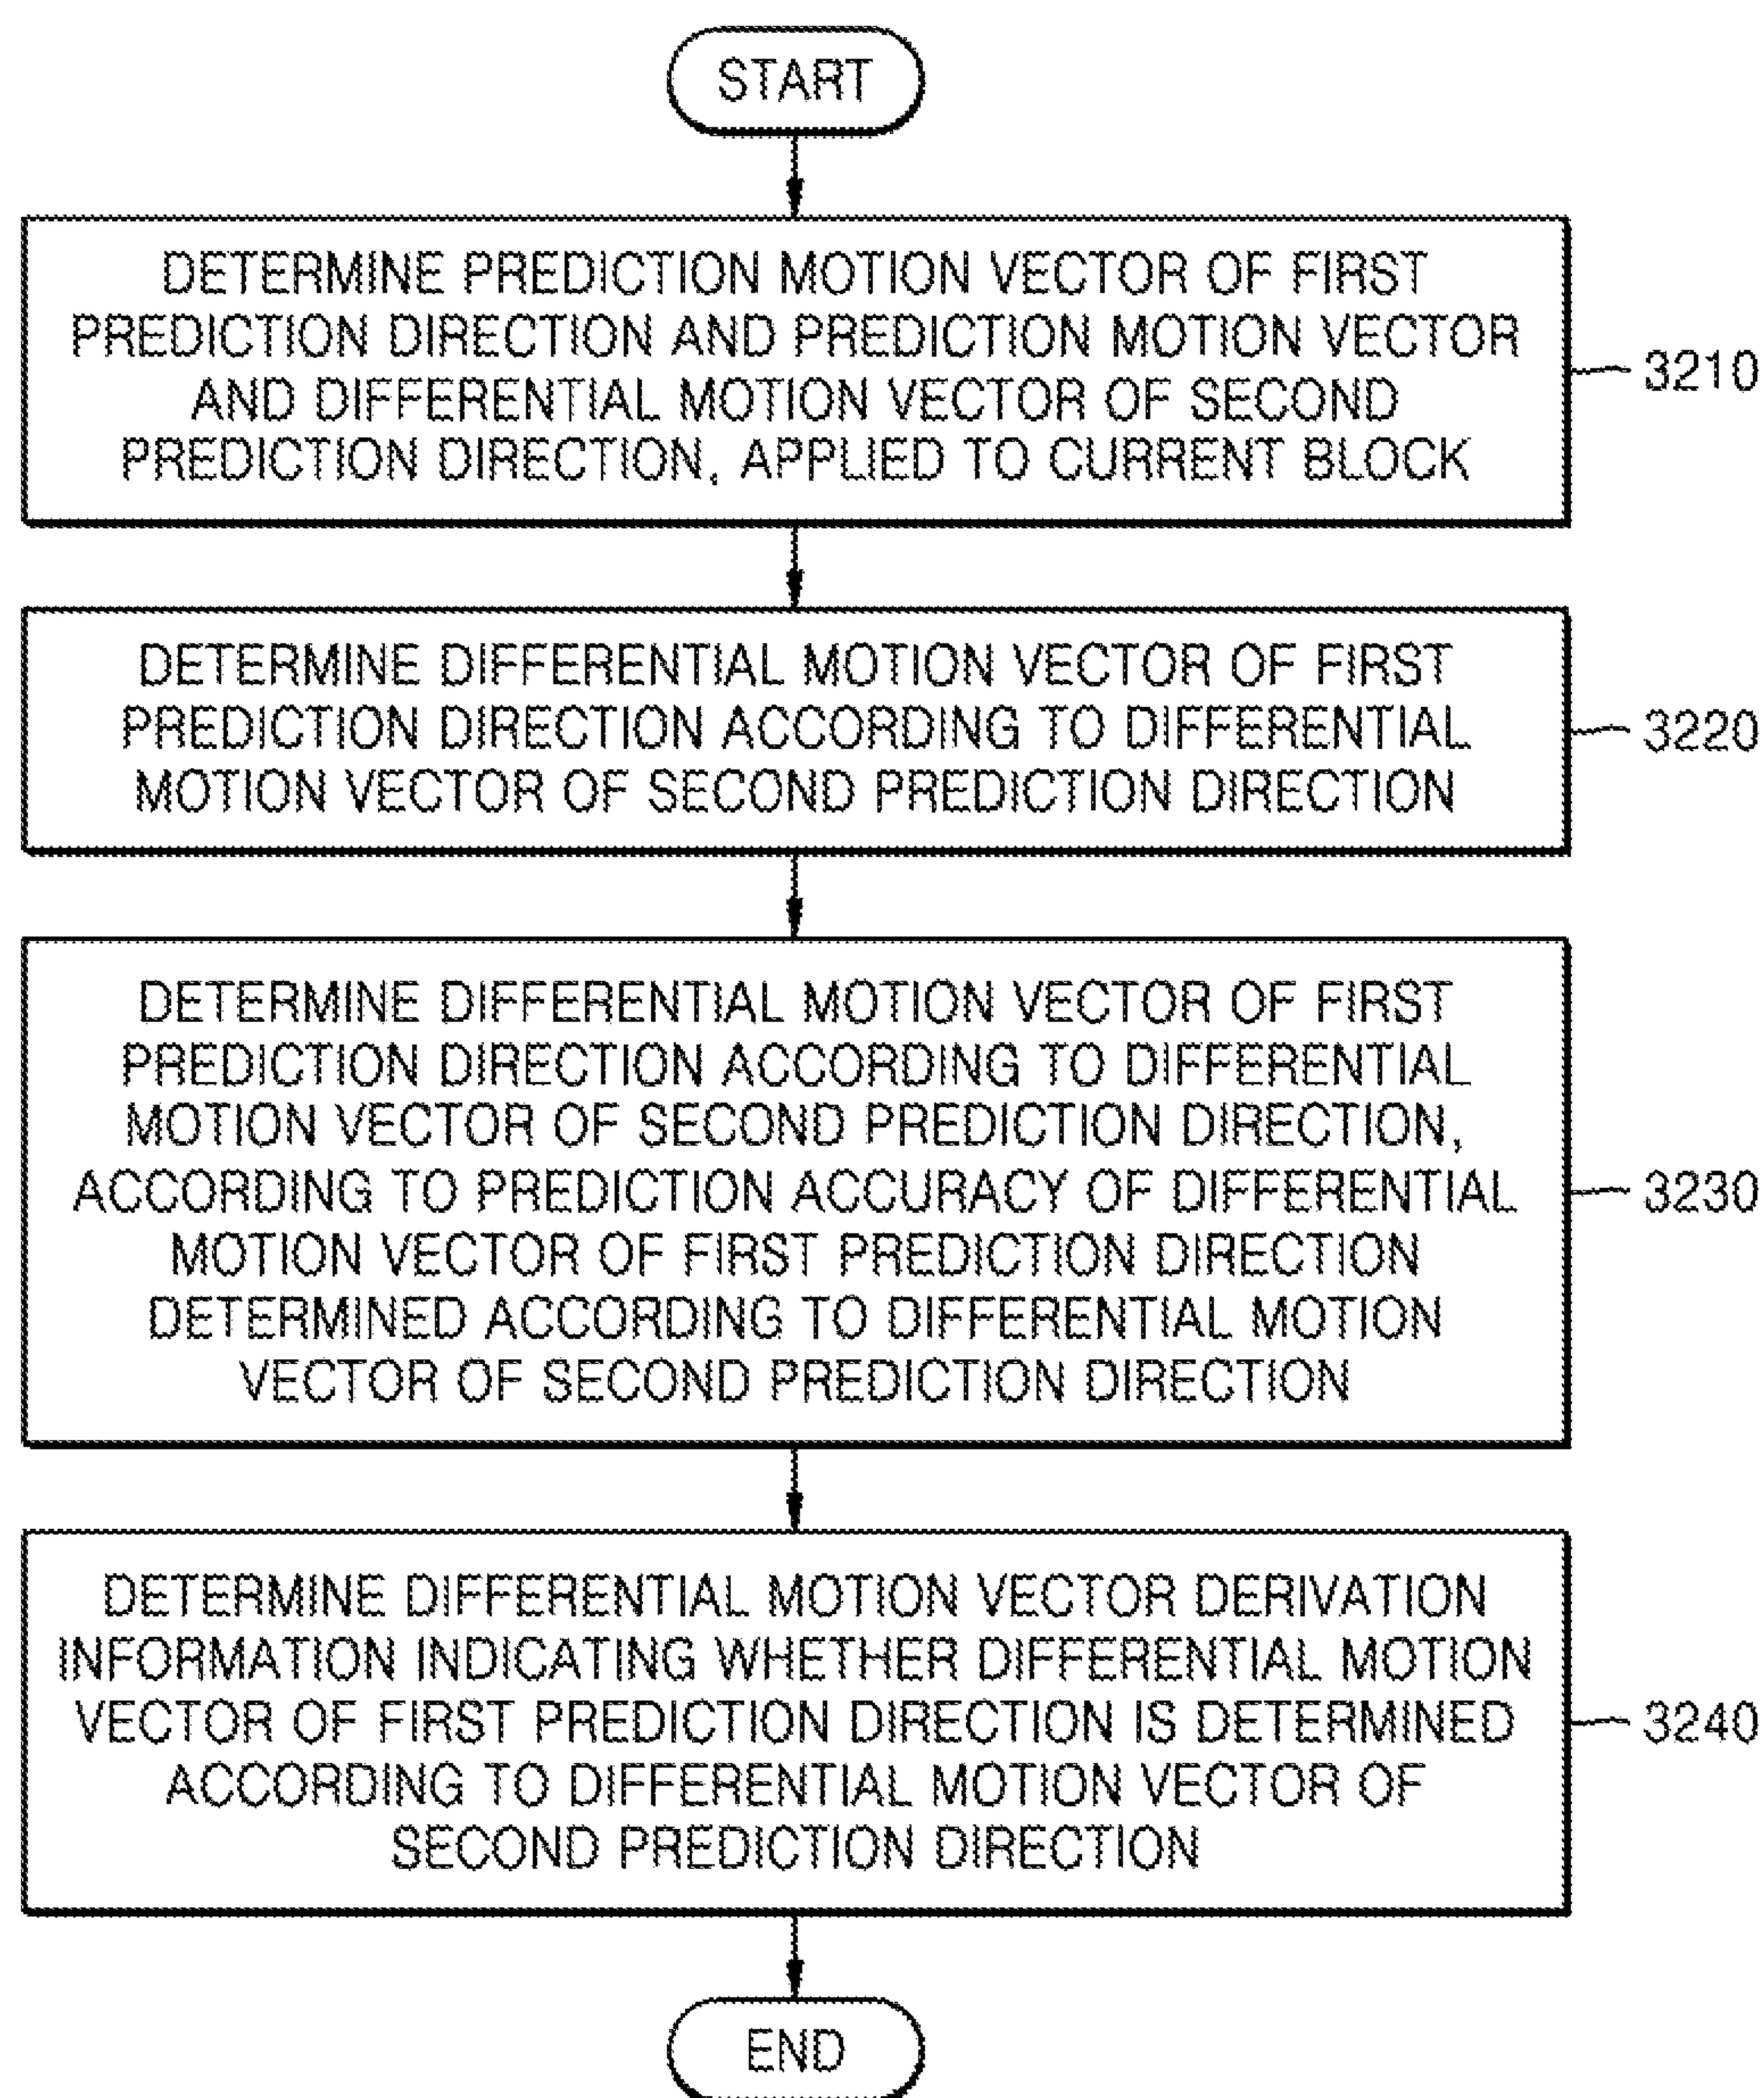 START
DETERMINE PREDICTION MOTION VECTOR OF FIRST
PREDICTION DIRECTION AND PREDICTION MOTION VECTOR
AND DIFFERENTIAL MOTION VECTOR OF SECOND
PREDICTION DIRECTION, APPLIED TO CURRENT BLOCK
3210
DETERMINE DIFFERENTIAL MOTION VECTOR OF FIRST
PREDICTION DIRECTION ACCORDING TO DIFFERENTIAL
MOTION VECTOR OF SECOND PREDICTION DIRECTION
3220
DETERMINE DIFFERENTIAL MOTION VECTOR OF FIRST
PREDICTION DIRECTION ACCORDING TO DIFFERENTIAL
MOTION VECTOR OF SECOND PREDICTION DIRECTION,
ACCORDING TO PREDICTION ACCURACY OF DIFFERENTIAL
MOTION VECTOR OF FIRST PREDICTION DIRECTION
DETERMINED ACCORDING TO DIFFERENTIAL MOTION
VECTOR OF SECOND PREDICTION DIRECTION
3230
DETERMINE DIFFERENTIAL MOTION VECTOR DERIVATION
INFORMATION INDICATING WHETHER DIFFERENTIAL MOTION
VECTOR OF FIRST PREDICTION DIRECTION IS DETERMINED
ACCORDING TO DIFFERENTIAL MOTION VECTOR OF
SECOND PREDICTION DIRECTION
3240
END